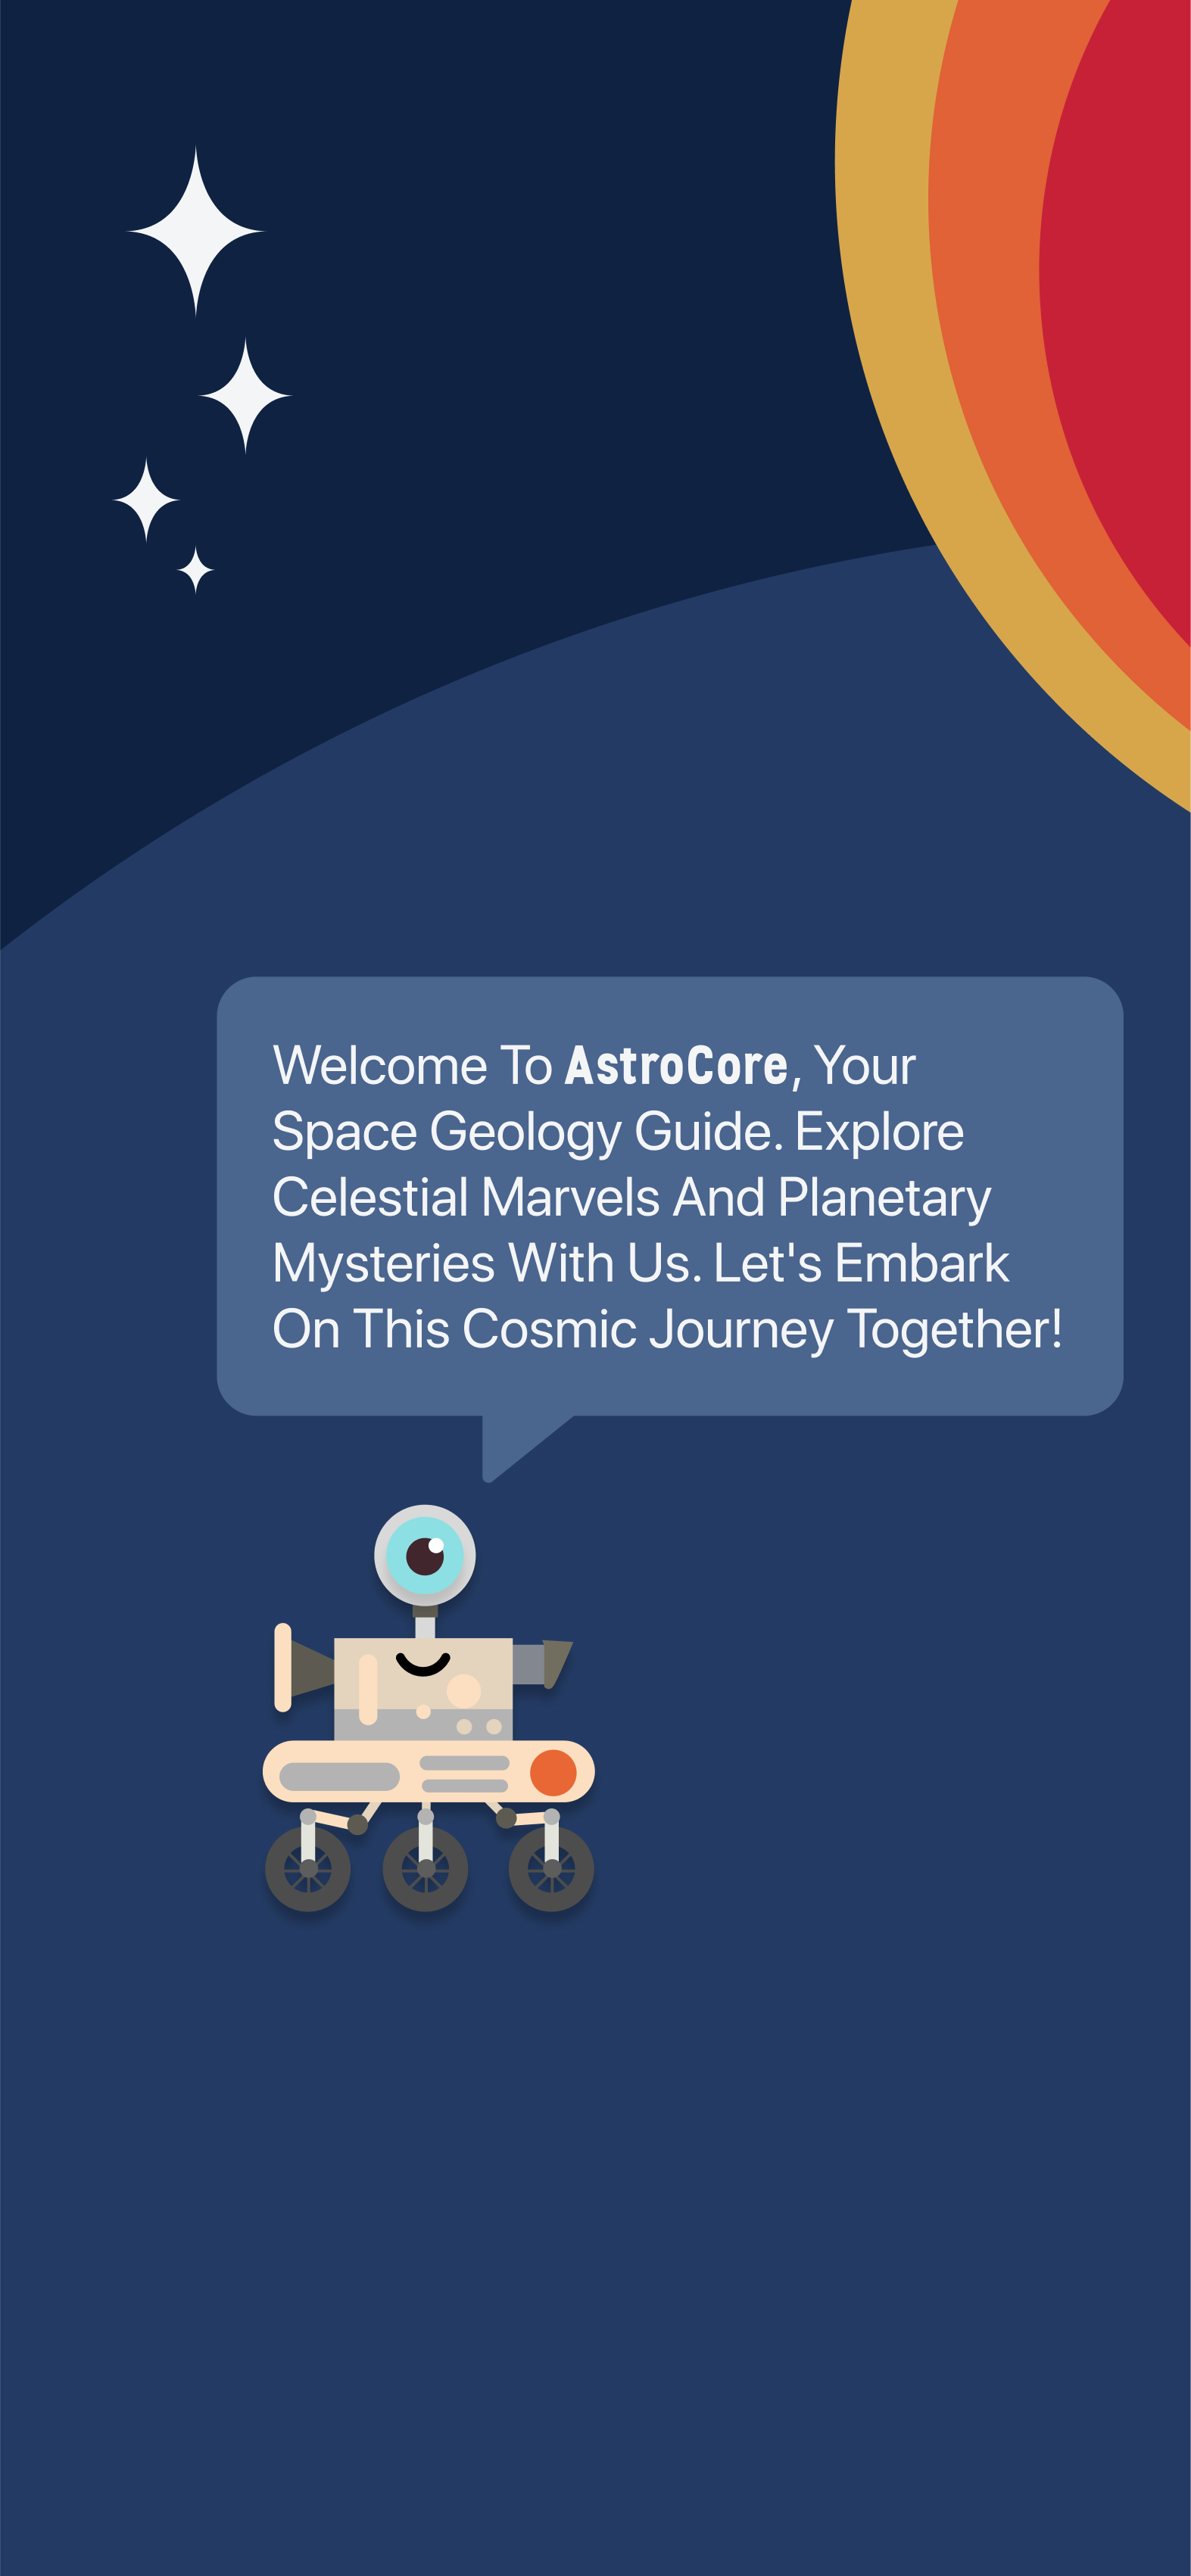 Welcome To AstroCore, Your
Space Geology Guide. Explore
Celestial Marvels And Planetary
Mysteries With Us. Let's Embark
On This Cosmic Journey Together!